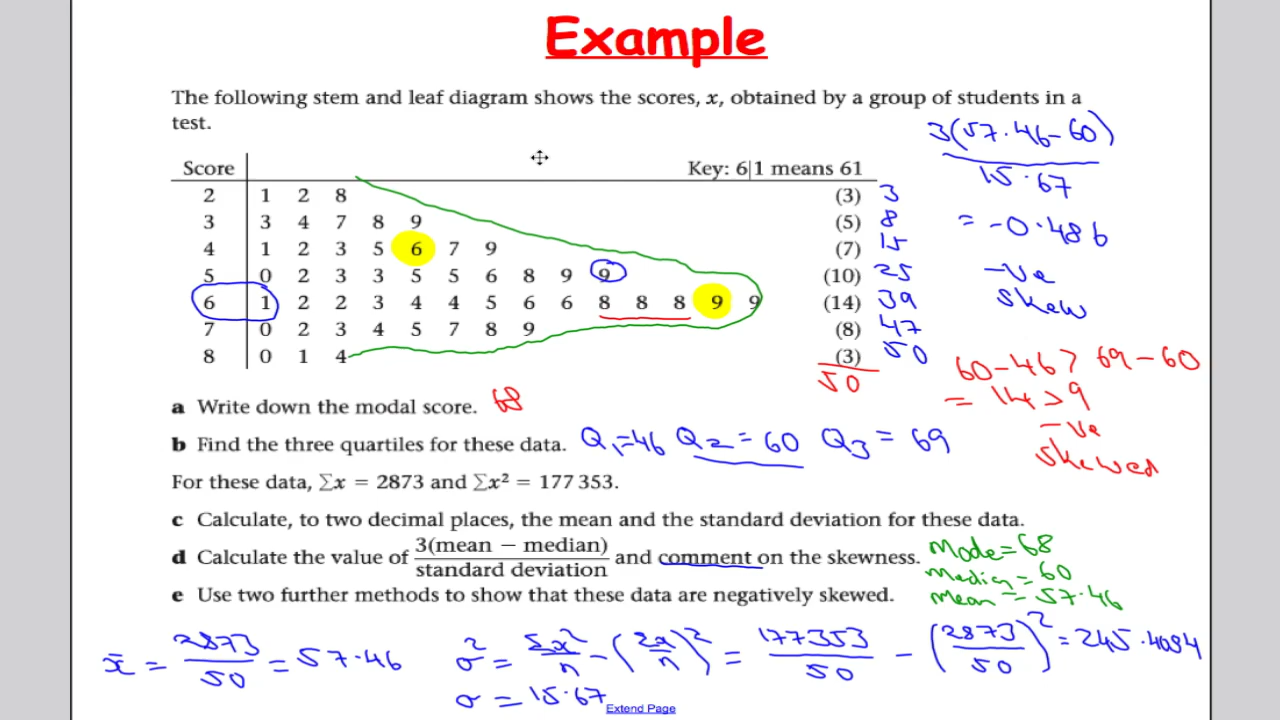 Example
The following stem and leaf diagram shows the scores, x, obtained by a group of students in a
test.
3(57.46-60)
15.67
= -0.486
-ve
skew
Score Key: 6|1 means 61
2 1 2 8 (3) 3
3 3 4 7 8 9 (5) 8
4 1 2 3 5 6 7 9 (7) 15
5 0 2 3 3 5 5 6 8 9 9 (10) 25
6 1 2 2 3 4 4 5 6 6 8 8 8 9 9 (14) 39
7 0 2 3 4 5 7 8 9 (8) 47
8 0 1 4 (3) 50
50
60-46 > 69-60
= 14 > 9
-ve
skewed
a Write down the modal score. 68
b Find the three quartiles for these data. Q₁=46 Q₂=60 Q₃=69
For these data, ∑x = 2873 and ∑x² = 177 353.
c Calculate, to two decimal places, the mean and the standard deviation for these data.
d Calculate the value of 3(mean − median) / standard deviation and comment on the skewness.
e Use two further methods to show that these data are negatively skewed.
Mode=68
Median=60
mean=57.46
x̄ = 2873/50 = 57.46
σ² = Σx²/n - (Σx/n)² = 177353/50 - (2873/50)² = 245.4084
σ = 15.67
Extend Page